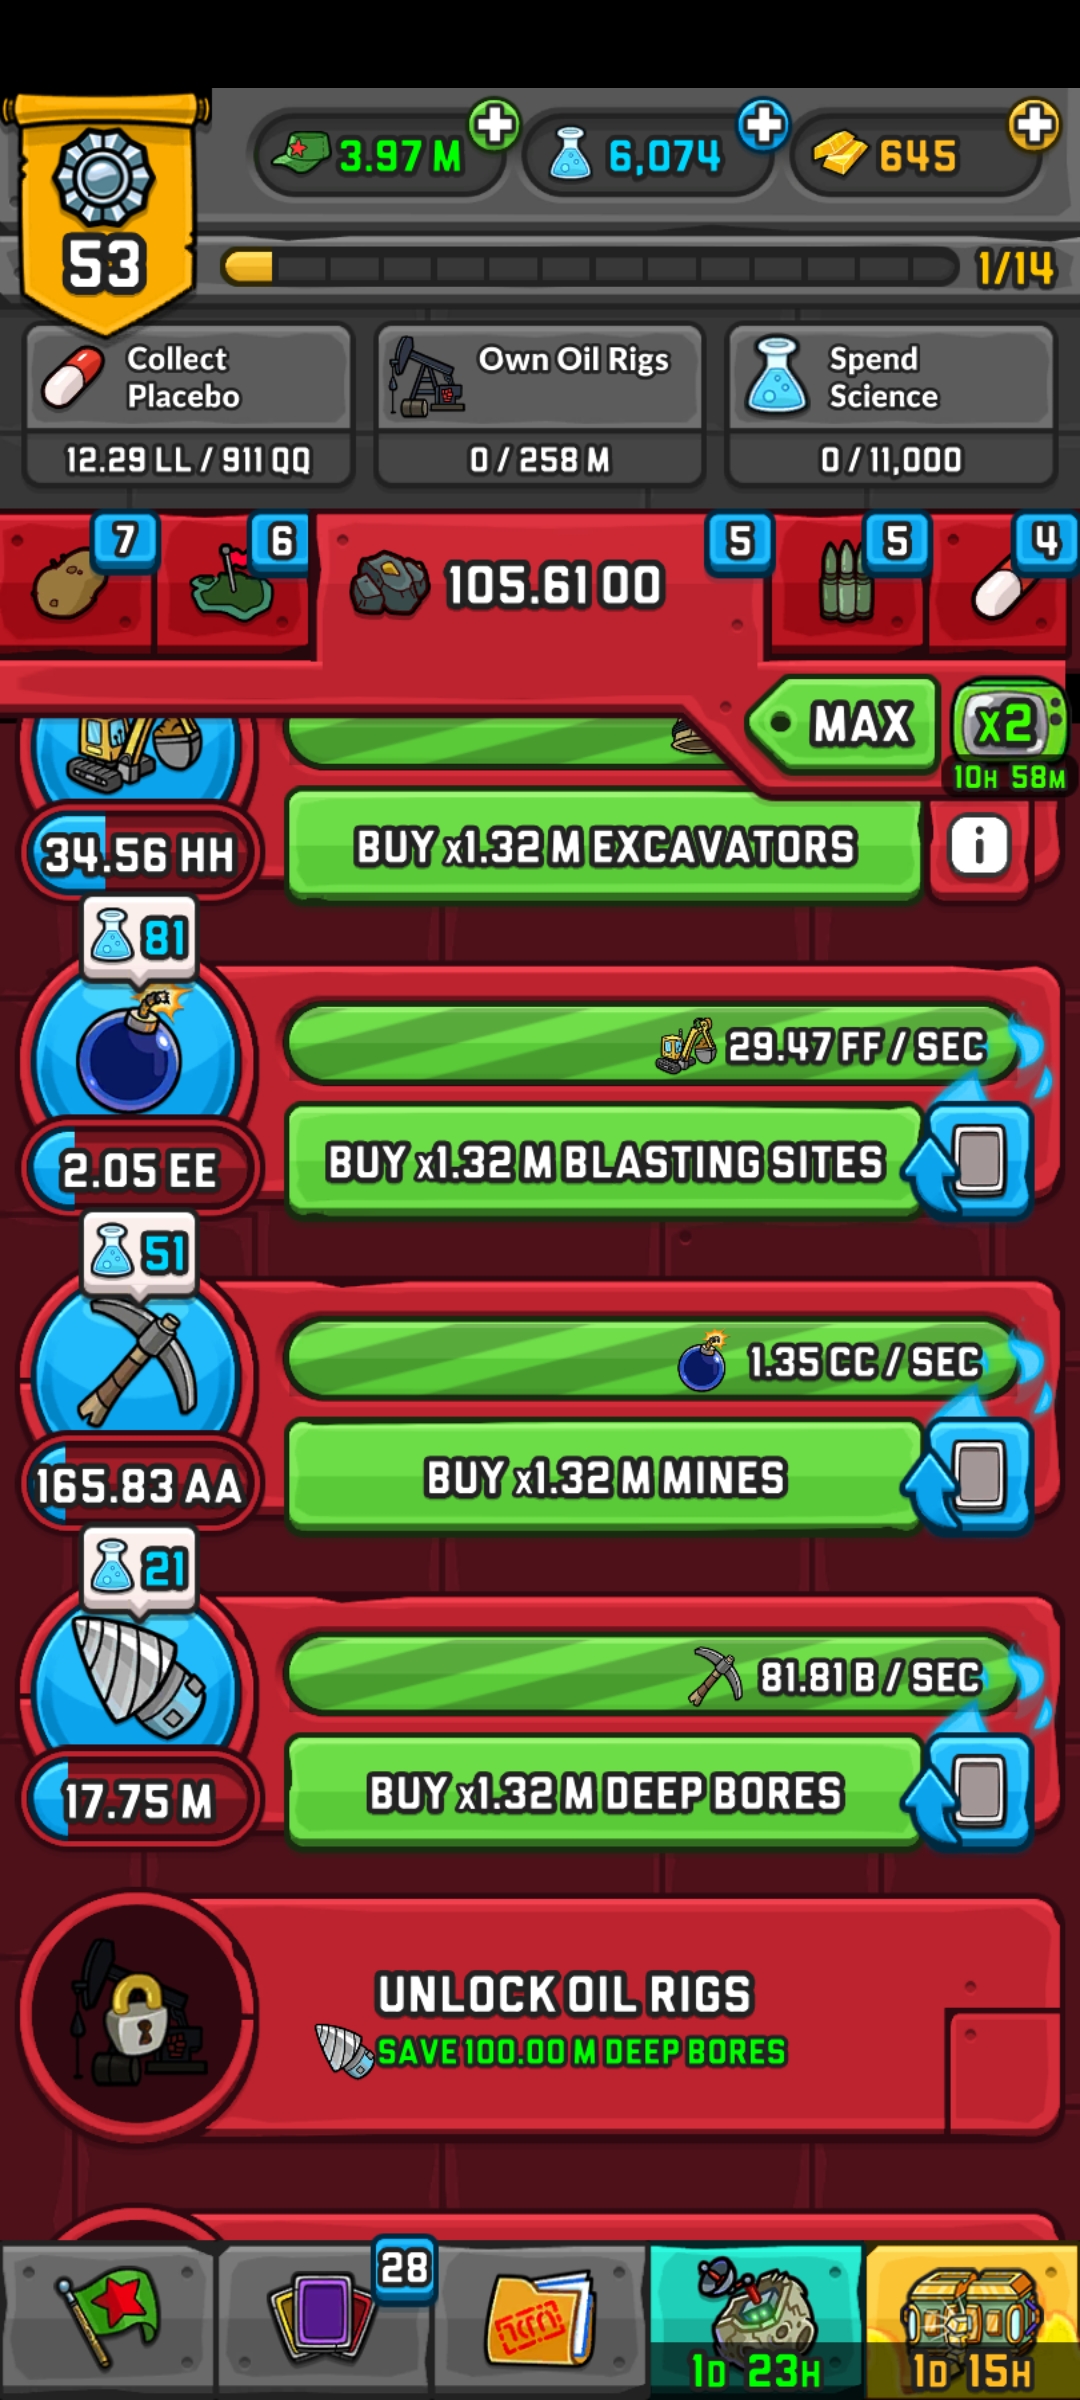 53
3.97 M
6,074
645
1/14
Collect
Placebo
12.29 LL / 911 QQ
Own Oil Rigs
0 / 258 M
Spend
Science
0 / 11,000
7
6
105.61 OO
5
5
4
MAX
X2
10H 58M
34.56 HH
BUY x1.32 M EXCAVATORS
i
81
29.47 FF / SEC
2.05 EE
BUY x1.32 M BLASTING SITES
51
1.35 CC / SEC
165.83 AA
BUY x1.32 M MINES
21
81.81 B / SEC
17.75 M
BUY x1.32 M DEEP BORES
UNLOCK OIL RIGS
SAVE 100.00 M DEEP BORES
28
1D 23H
1D 15H